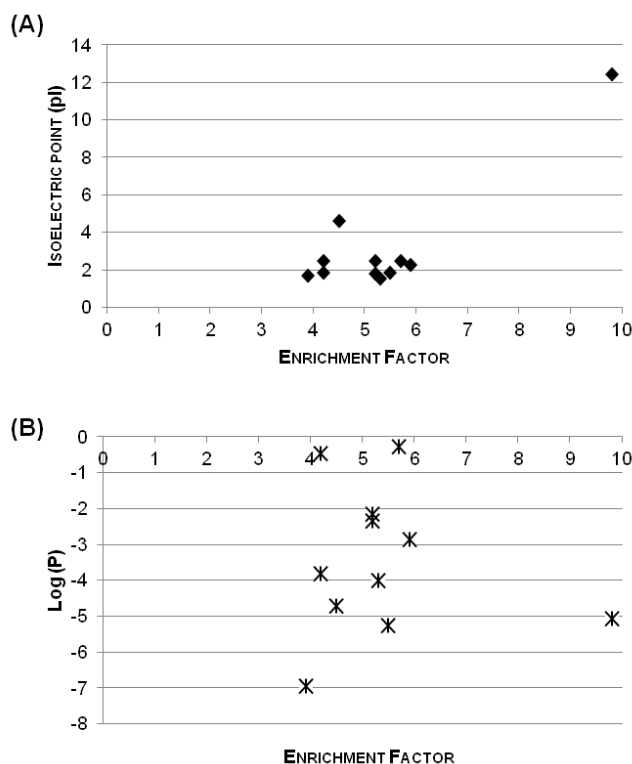 (A)
14
12
10
8
6
4
2
0
ISOELECTRIC POINT (pI)
0 1 2 3 4 5 6 7 8 9 10
ENRICHMENT FACTOR
(B)
0
0 1 2 3 4 5 6 7 8 9 10
-1
-2
-3
-4
-5
-6
-7
-8
Log (P)
ENRICHMENT FACTOR